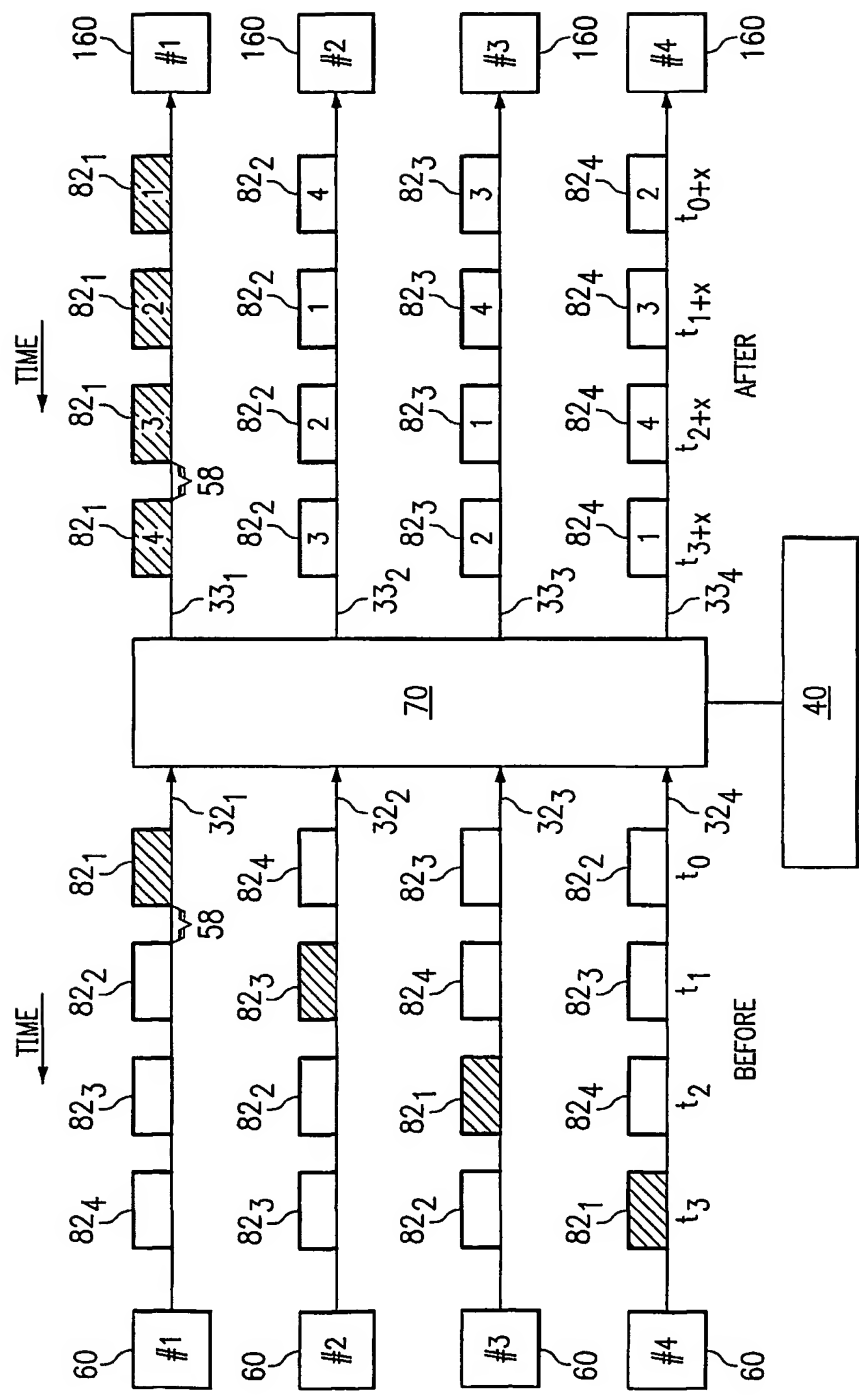 TIME TIME
60 82₄ 82₃ 82₂ 82₁ 82₁ 82₁ 82₁ 82₁ 160
#1 4 3 2 1 #1
58 32₁ 33₁ 58
60 82₃ 82₂ 82₃ 82₄ 82₂ 82₂ 82₂ 82₂ 160
#2 3 2 1 4 #2
32₂ 33₂
70
82₂ 82₁ 82₄ 82₃ 82₃ 82₃ 82₃ 82₃
#3 2 1 4 3 #3
32₃ 33₃
60 160
82₁ 82₄ 82₃ 82₂ 82₄ 82₄ 82₄ 82₄
#4 1 4 3 2 #4
t₃ t₂ t₁ t₀ 32₄ 33₄ t₃₊ₓ t₂₊ₓ t₁₊ₓ t₀₊ₓ
60 160
BEFORE AFTER
40